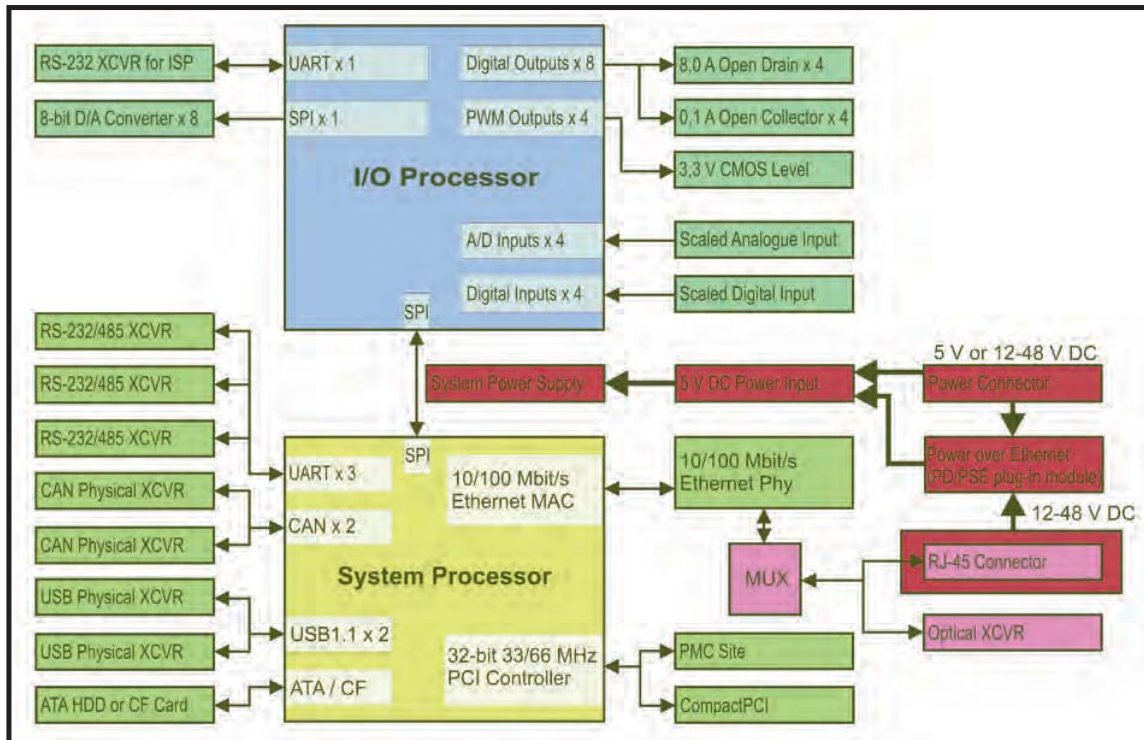 RS-232 XCVR for ISP
8-bit D/A Converter x 8
UART x 1
SPI x 1
Digital Outputs x 8
PWM Outputs x 4
I/O Processor
A/D Inputs x 4
Digital Inputs x 4
SPI
8,0 A Open Drain x 4
0,1 A Open Collector x 4
3,3 V CMOS Level
Scaled Analogue Input
Scaled Digital Input
RS-232/485 XCVR
RS-232/485 XCVR
RS-232/485 XCVR
CAN Physical XCVR
CAN Physical XCVR
USB Physical XCVR
USB Physical XCVR
ATA HDD or CF Card
System Power Supply
5 V DC Power Input
5 V or 12-48 V DC
Power Connector
Power over Ethernet
(PD/PSE plug-in module)
12-48 V DC
RJ-45 Connector
Optical XCVR
SPI
UART x 3
10/100 Mbit/s
Ethernet MAC
CAN x 2
System Processor
USB1.1 x 2
32-bit 33/66 MHz
PCI Controller
ATA / CF
10/100 Mbit/s
Ethernet Phy
MUX
PMC Site
CompactPCI